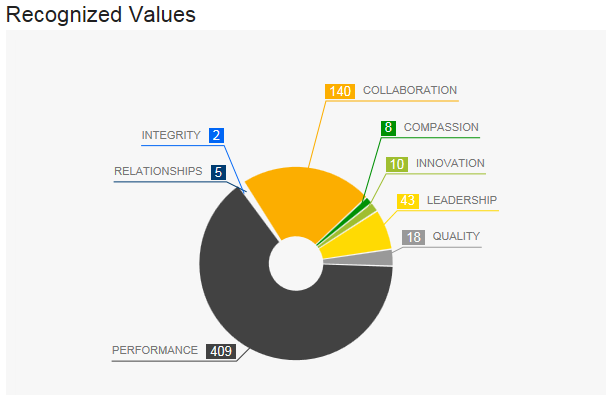 Recognized Values
140 COLLABORATION
8 COMPASSION
INTEGRITY 2
10 INNOVATION
RELATIONSHIPS 5
43 LEADERSHIP
18 QUALITY
PERFORMANCE 409